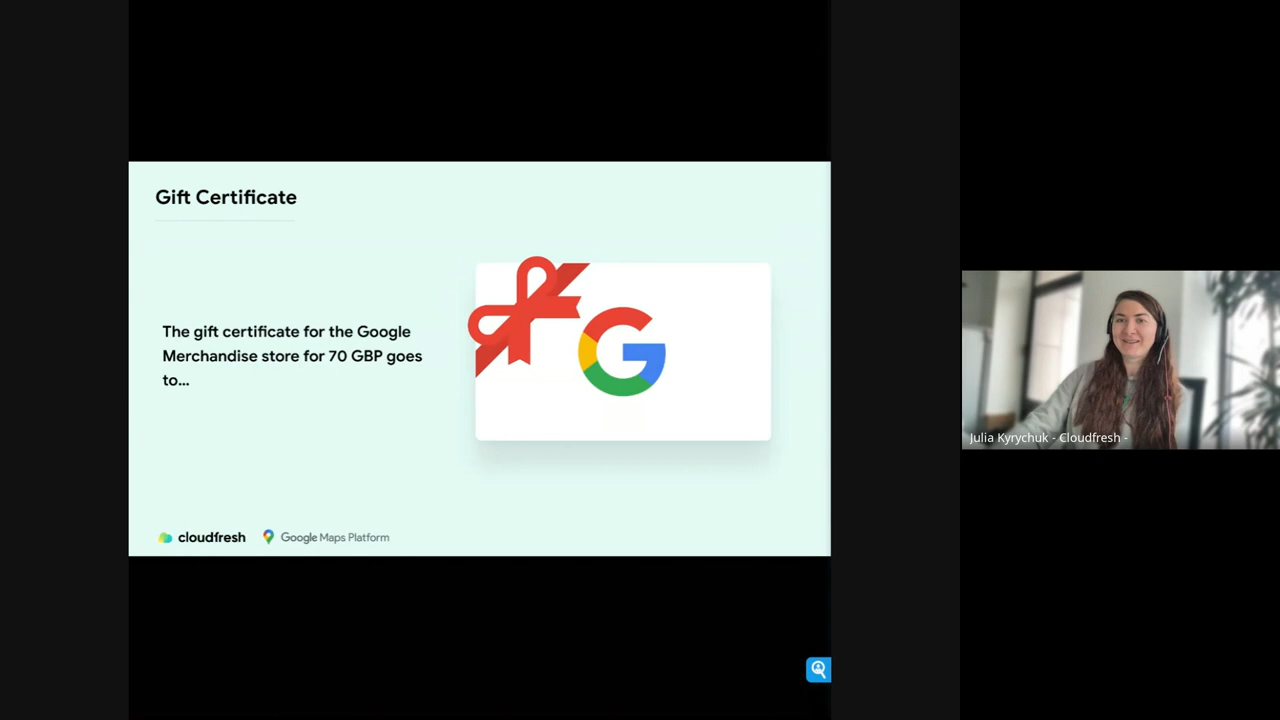 Gift Certificate
The gift certificate for the Google
Merchandise store for 70 GBP goes
to...
cloudfresh
Google Maps Platform
Julia Kyrychuk - Cloudfresh -